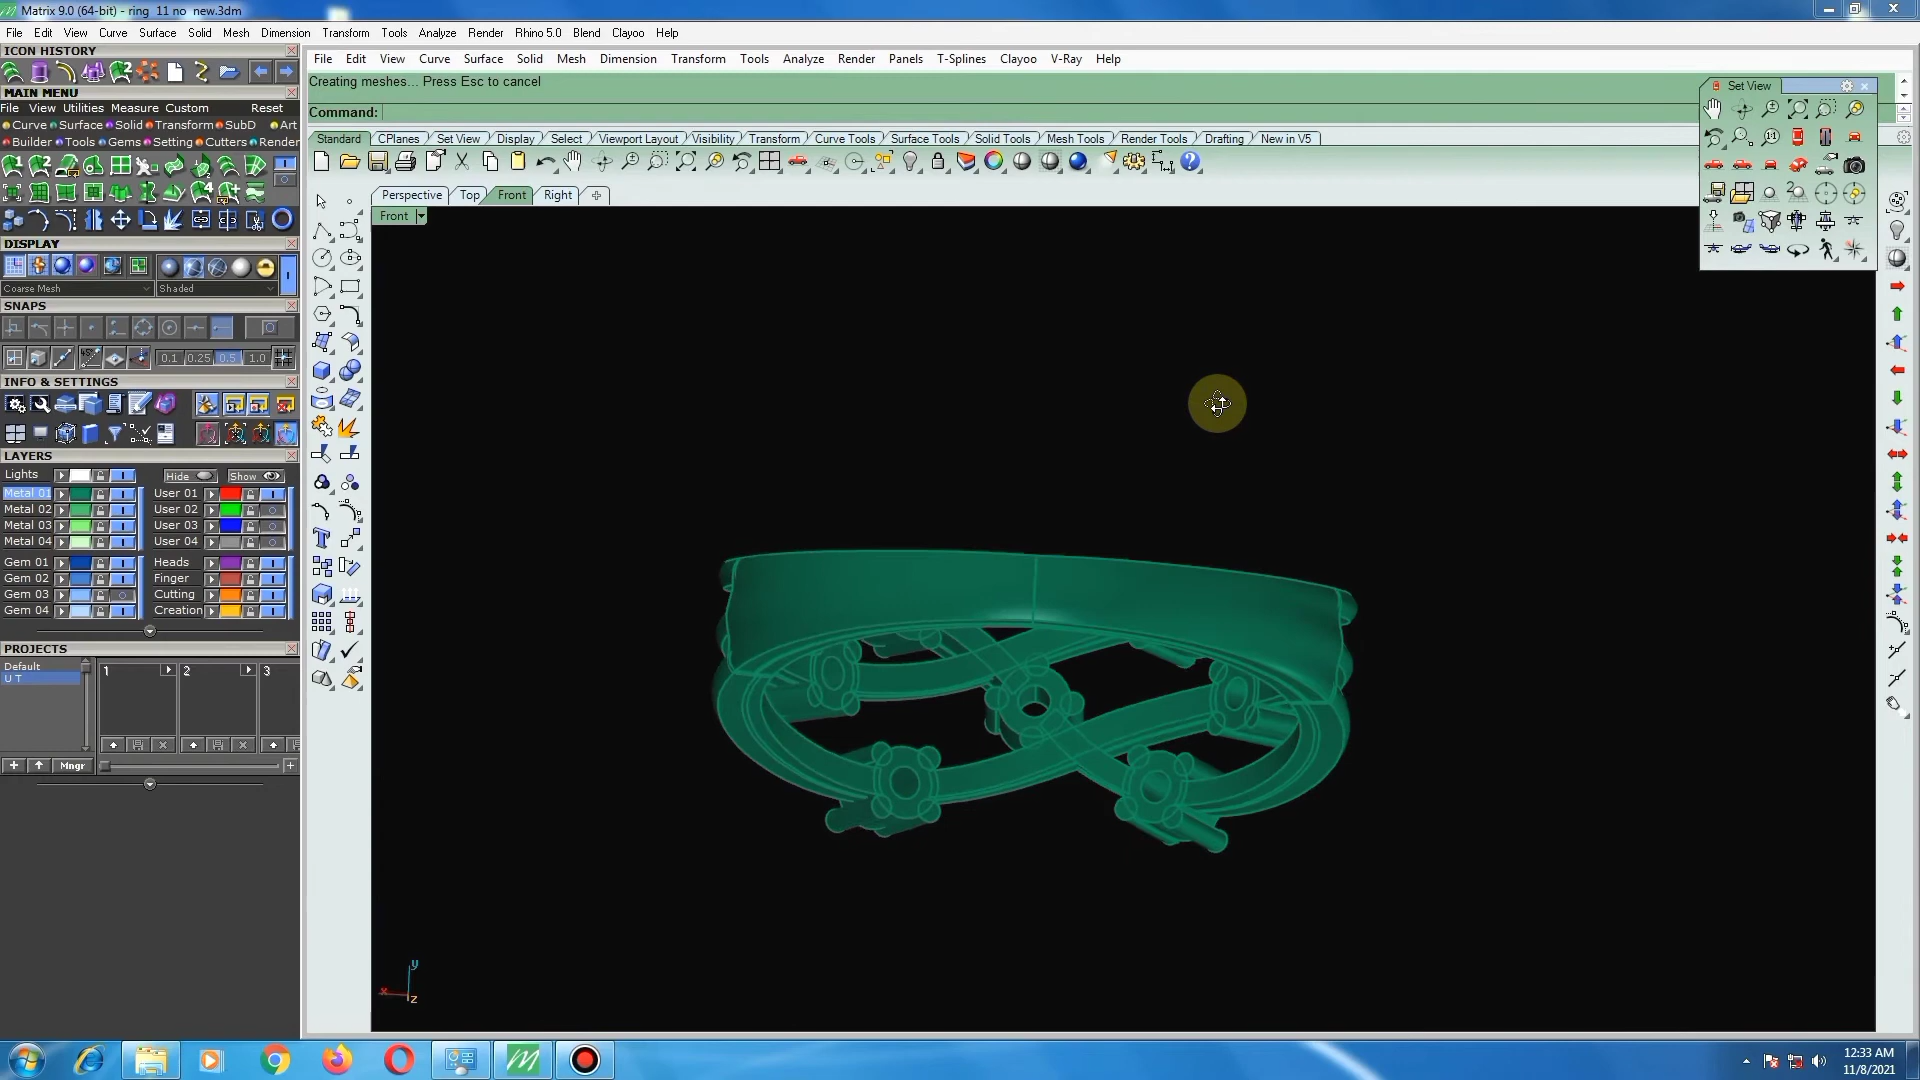 Matrix 9.0 (64-bit) - ring 11 no new.3dm
File Edit View Curve Surface Solid Mesh Dimension Transform Tools Analyze Render Rhino 5.0 Blend Clayoo Help
ICON HISTORY
MAIN MENU
File View Utilities Measure Custom Reset
Curve Surface Solid Transform SubD Art
Builder Tools Gems Setting Cutters Render
DISPLAY
Coarse Mesh Shaded
SNAPS
0.1 0.25 0.5 1.0
INFO & SETTINGS
LAYERS
Lights Hide Show
Metal 01 User 01
Metal 02 User 02
Metal 03 User 03
Metal 04 User 04
Gem 01 Heads
Gem 02 Finger
Gem 03 Cutting
Gem 04 Creation
PROJECTS
Default
U T
1 2 3
Mngr
File Edit View Curve Surface Solid Mesh Dimension Transform Tools Analyze Render Panels T-Splines Clayoo V-Ray Help
Creating meshes... Press Esc to cancel
Command:
Standard CPlanes Set View Display Select Viewport Layout Visibility Transform Curve Tools Surface Tools Solid Tools Mesh Tools Render Tools Drafting New in V5
Perspective Top Front Right
Front
Set View
y
x
z
12:33 AM
11/8/2021